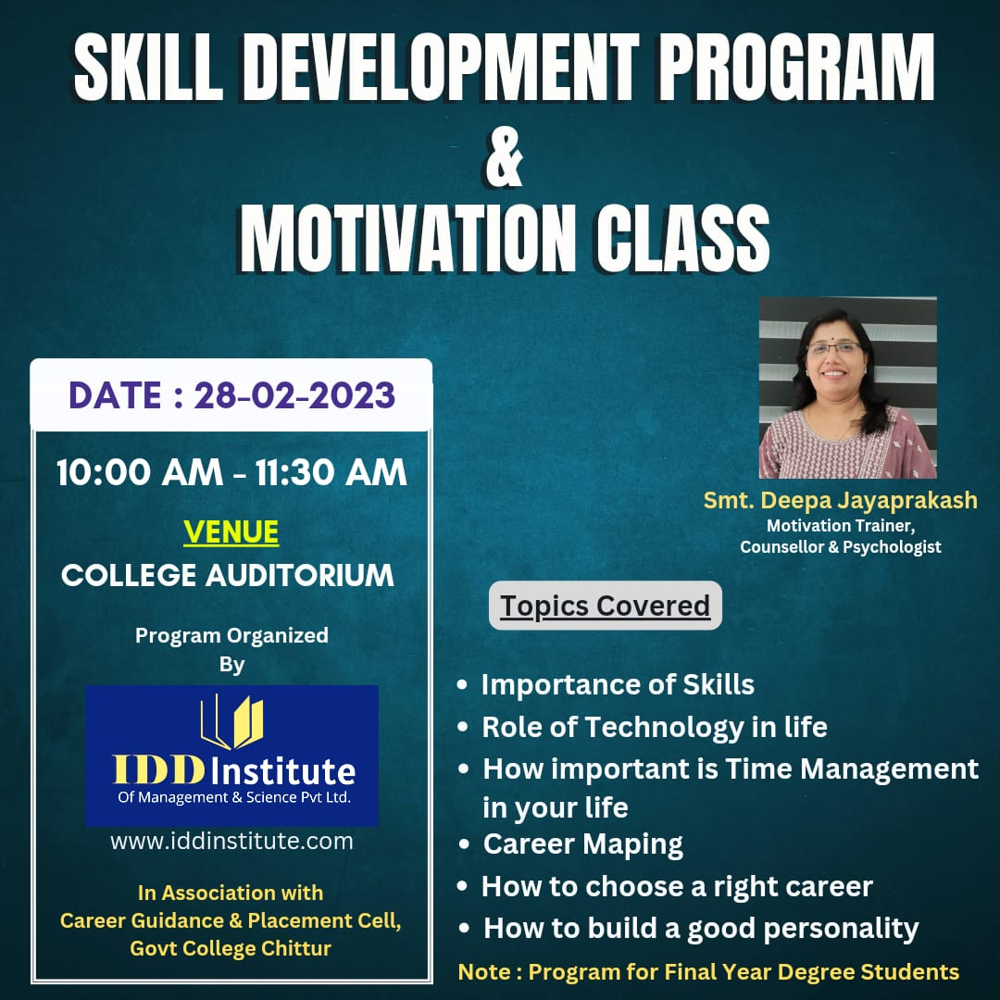 SKILL DEVELOPMENT PROGRAM
&
MOTIVATION CLASS
DATE : 28-02-2023
10:00 AM - 11:30 AM
VENUE
COLLEGE AUDITORIUM
Program Organized
By
IDD Institute
Of Management & Science Pvt Ltd.
www.iddinstitute.com
In Association with
Career Guidance & Placement Cell,
Govt College Chittur
Smt. Deepa Jayaprakash
Motivation Trainer,
Counsellor & Psychologist
Topics Covered
• Importance of Skills
• Role of Technology in life
• How important is Time Management
in your life
• Career Maping
• How to choose a right career
• How to build a good personality
Note : Program for Final Year Degree Students